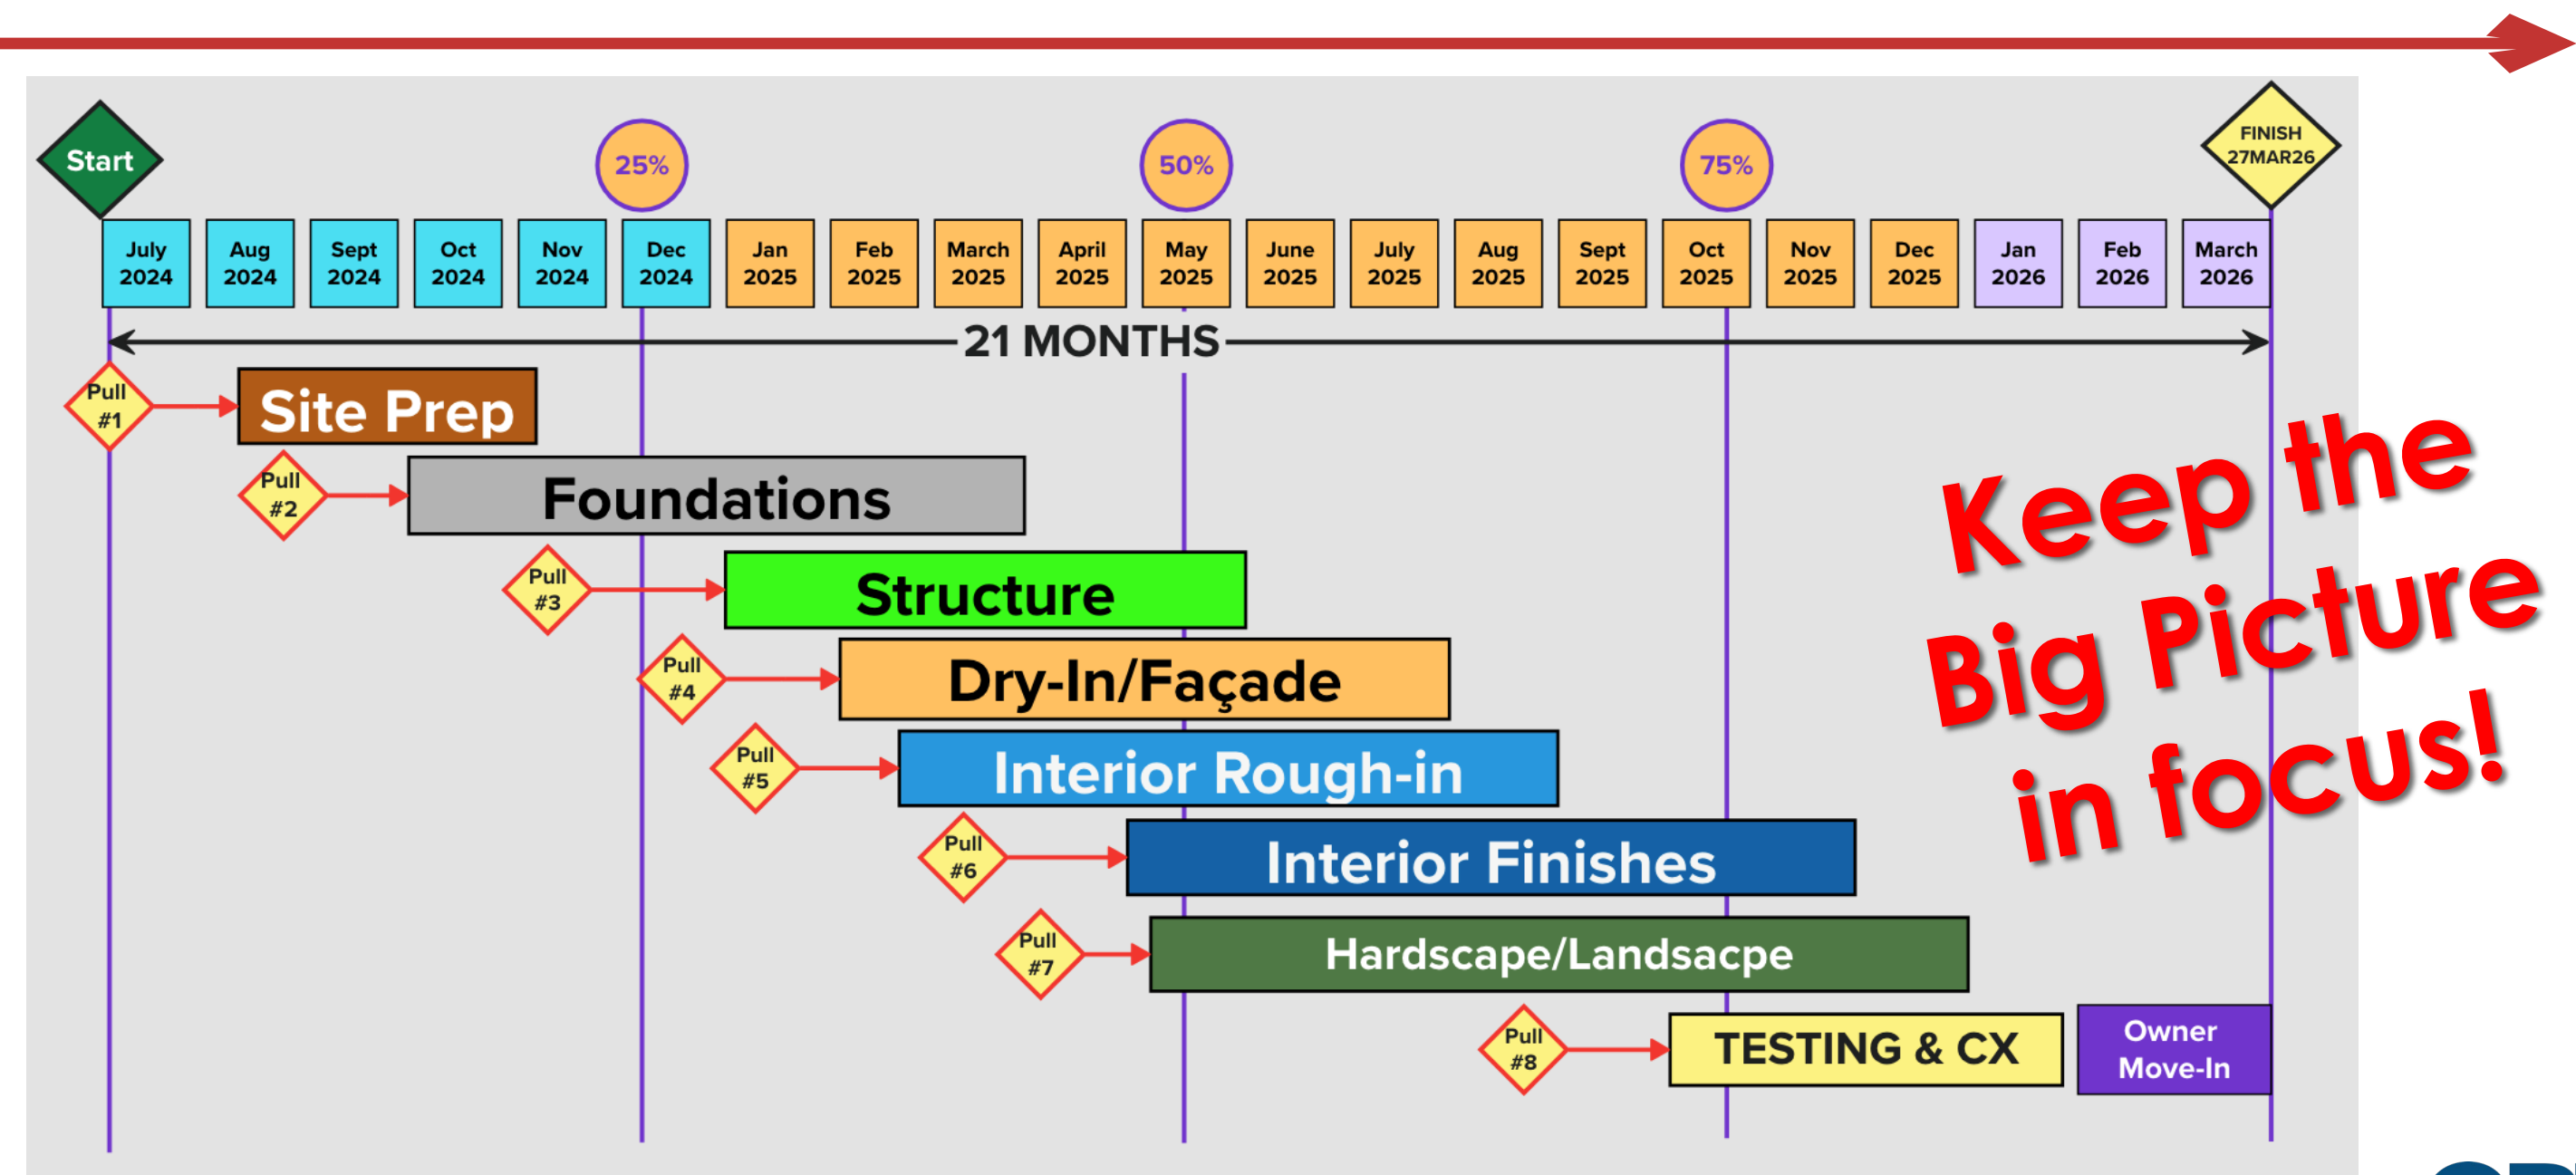 Start
25%
50%
75%
FINISH
27MAR26
July
2024
Aug
2024
Sept
2024
Oct
2024
Nov
2024
Dec
2024
Jan
2025
Feb
2025
March
2025
April
2025
May
2025
June
2025
July
2025
Aug
2025
Sept
2025
Oct
2025
Nov
2025
Dec
2025
Jan
2026
Feb
2026
March
2026
21 MONTHS
Pull
#1
Site Prep
Pull
#2
Foundations
Pull
#3
Structure
Pull
#4
Dry-In/Façade
Pull
#5
Interior Rough-in
Pull
#6
Interior Finishes
Pull
#7
Hardscape/Landsacpe
Pull
#8
TESTING & CX
Owner
Move-In
Keep the
Big Picture
in focus!